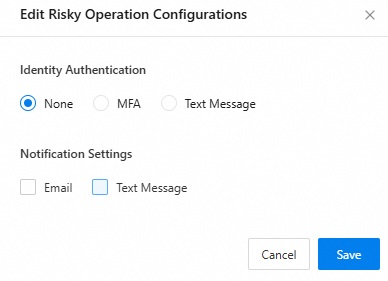 Edit Risky Operation Configurations
Identity Authentication
None MFA Text Message
Notification Settings
Email Text Message
Cancel Save